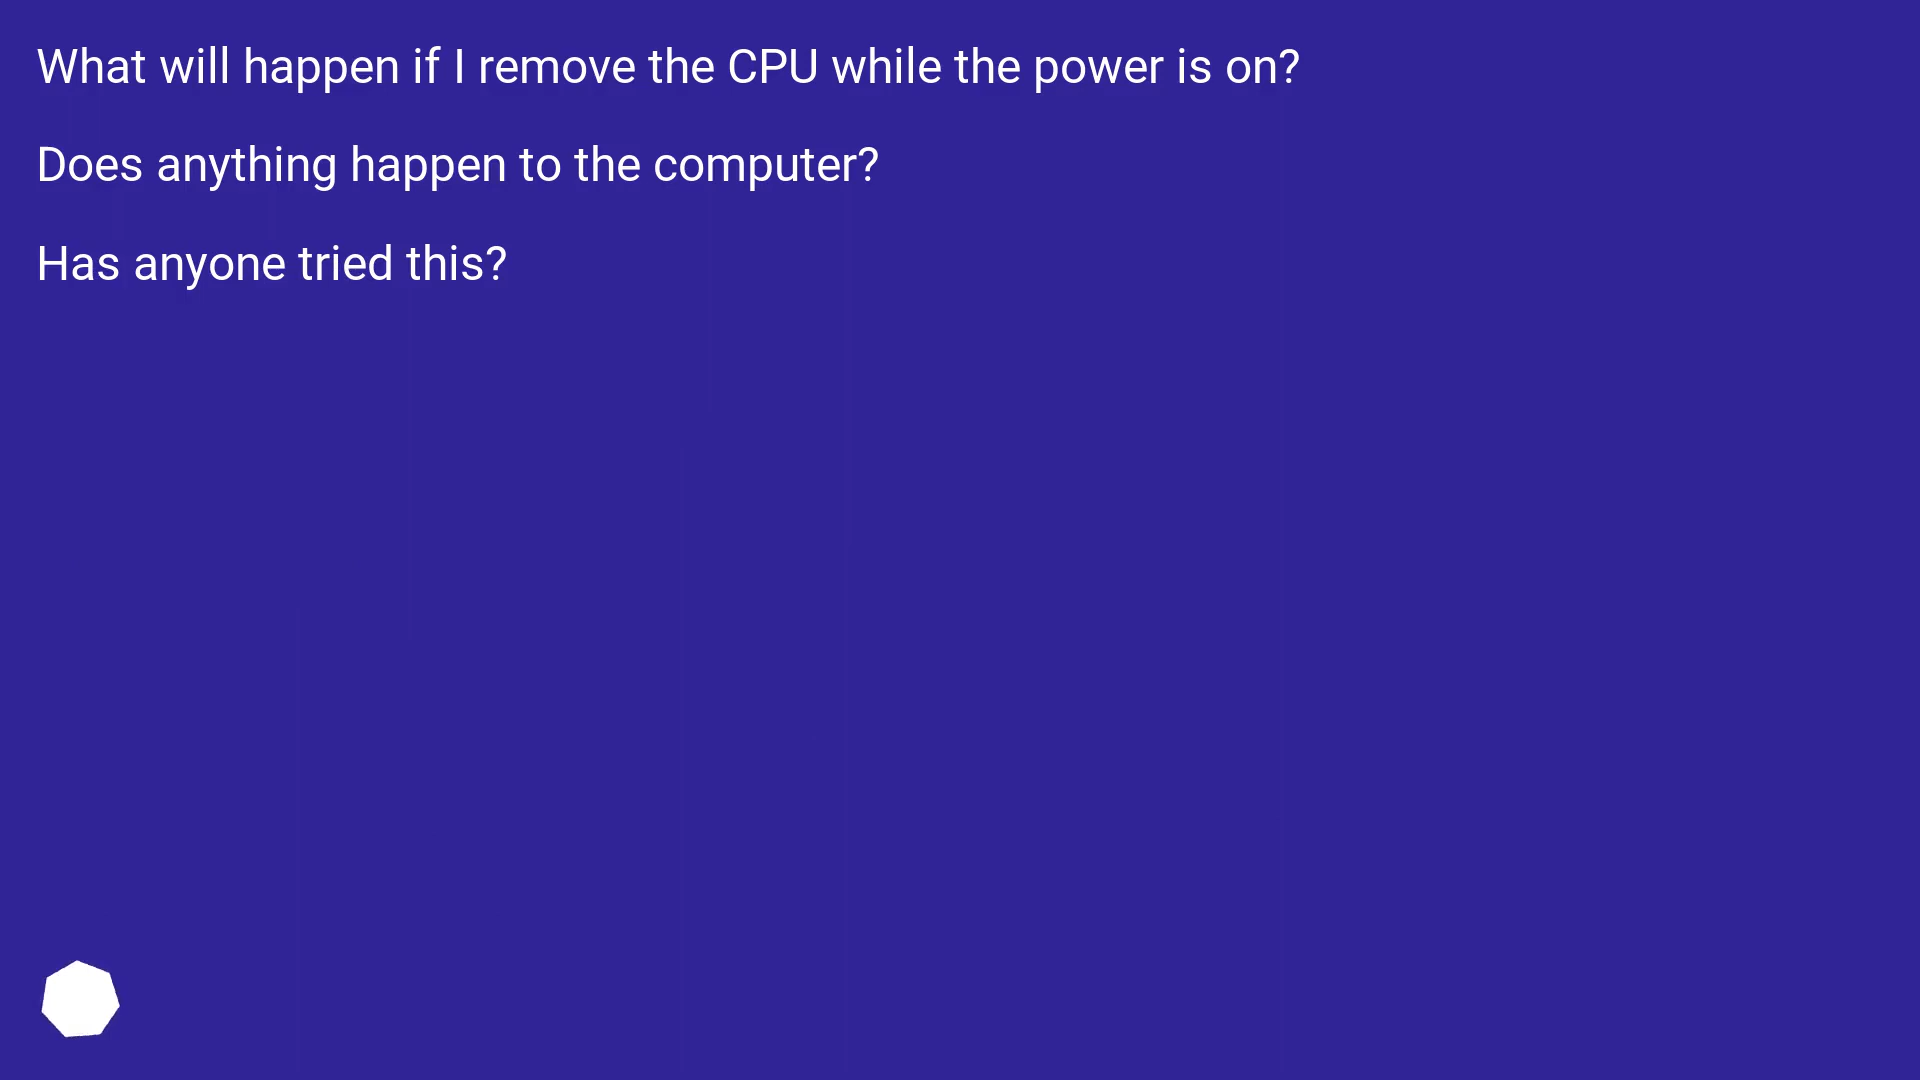 What will happen if I remove the CPU while the power is on?
Does anything happen to the computer?
Has anyone tried this?